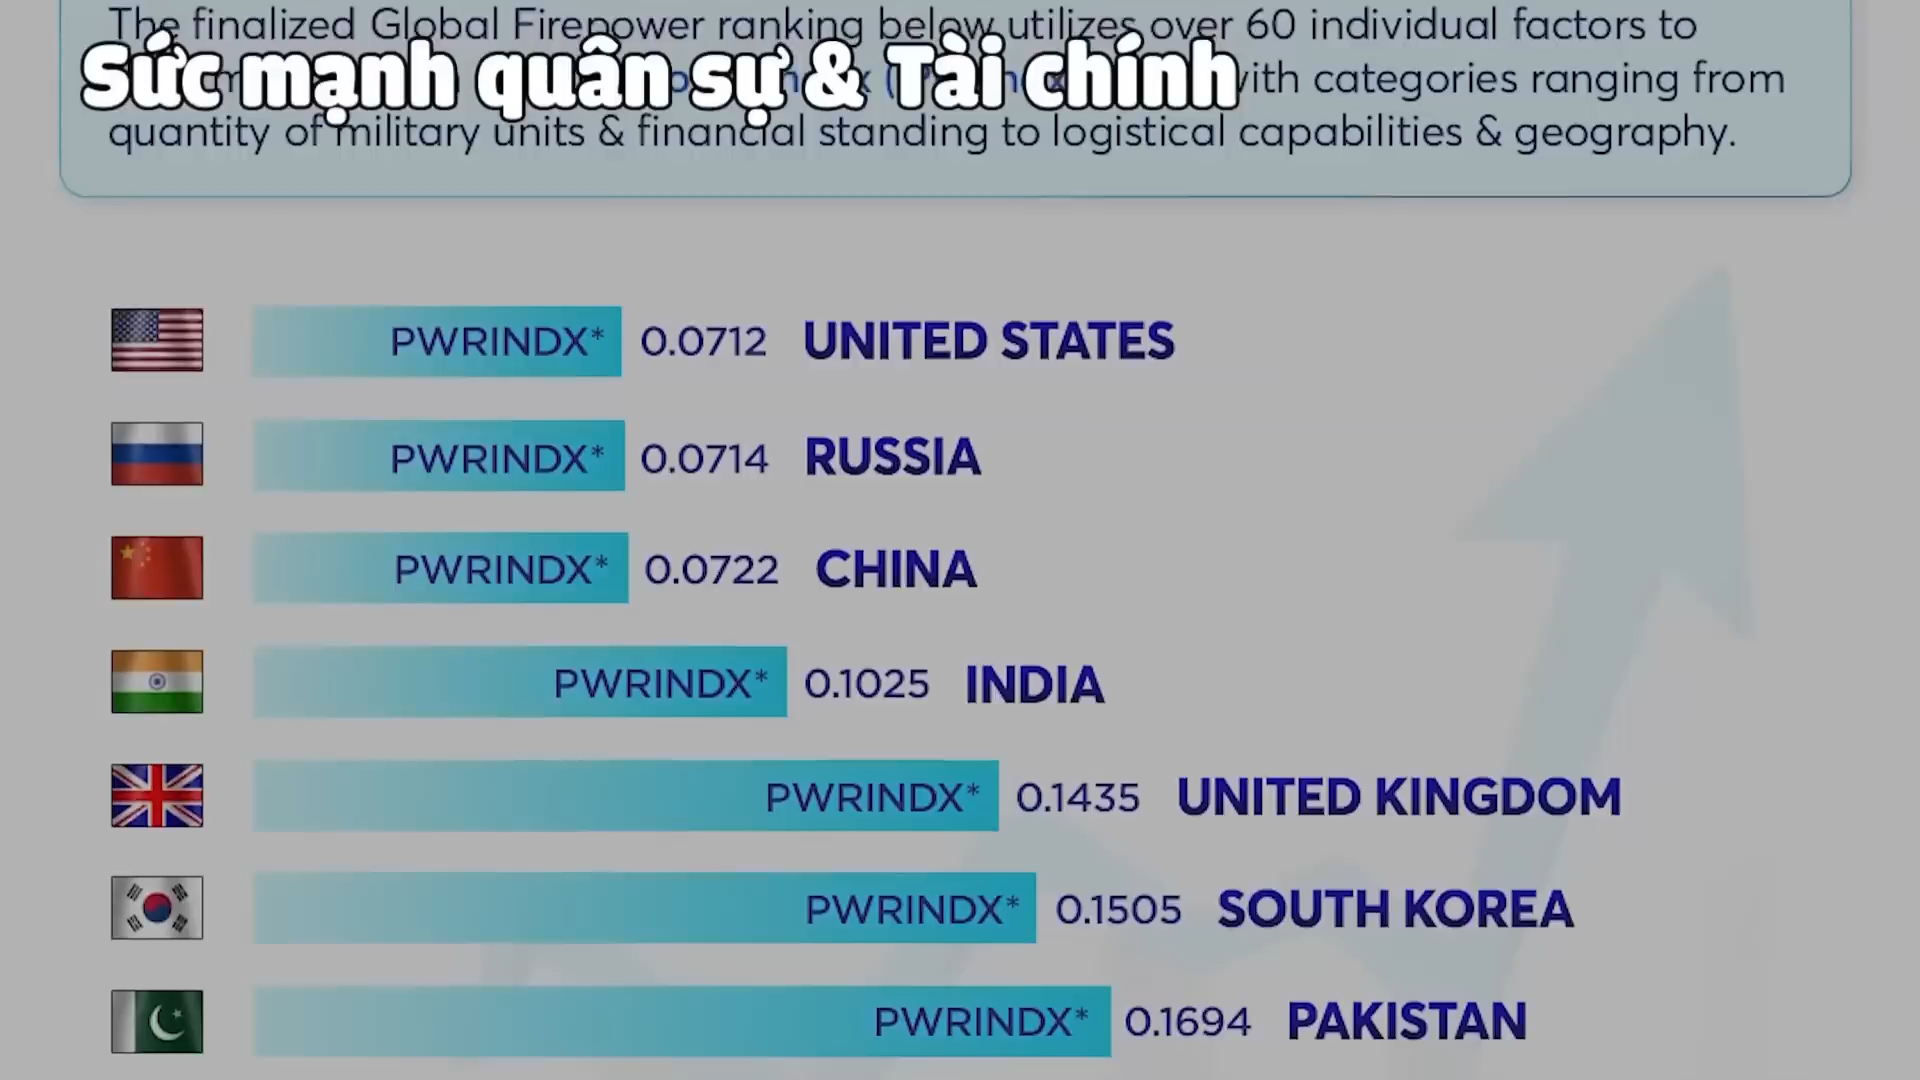 The finalized Global Firepower ranking below utilizes over 60 individual factors to
Sức mạnh quân sự & Tài chính
with categories ranging from
quantity of military units & financial standing to logistical capabilities & geography.
PWRINDX* 0.0712 UNITED STATES
PWRINDX* 0.0714 RUSSIA
PWRINDX* 0.0722 CHINA
PWRINDX* 0.1025 INDIA
PWRINDX* 0.1435 UNITED KINGDOM
PWRINDX* 0.1505 SOUTH KOREA
PWRINDX* 0.1694 PAKISTAN